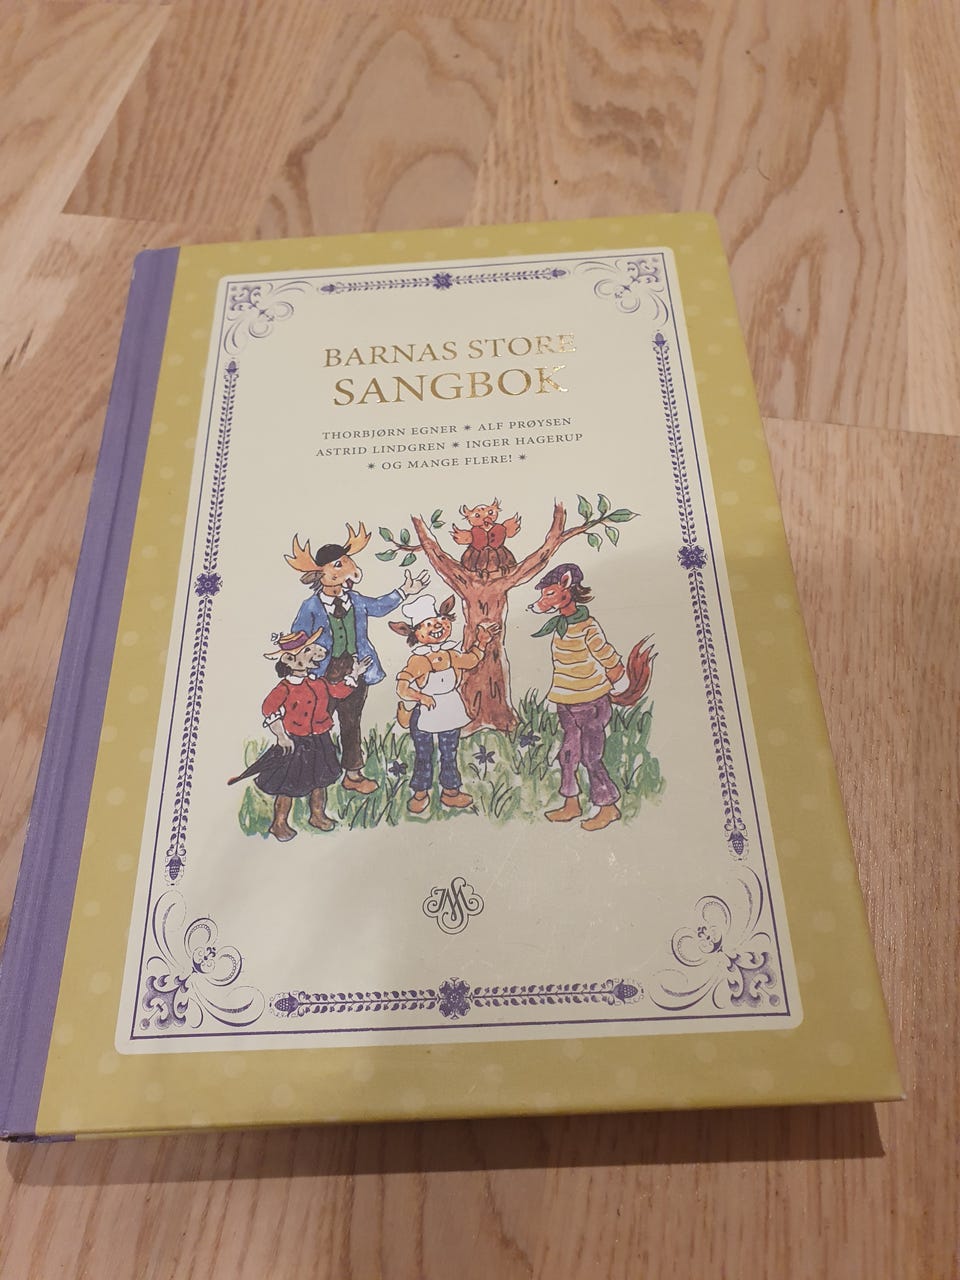 BARNAS STORE
SANGBOK
THORBJØRN EGNER * ALF PRØYSEN
ASTRID LINDGREN * INGER HAGERUP
* OG MANGE FLERE! *